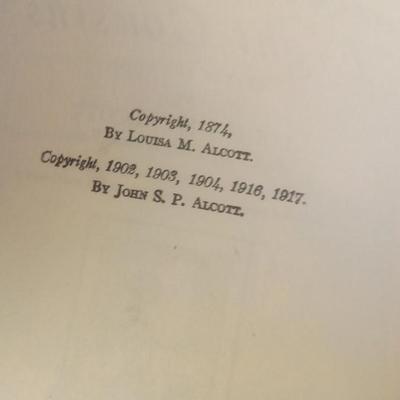 Copyright, 1874,
By Louisa M. Alcott.
Copyright, 1902, 1903, 1904, 1916, 1917.
By John S. P. Alcott.